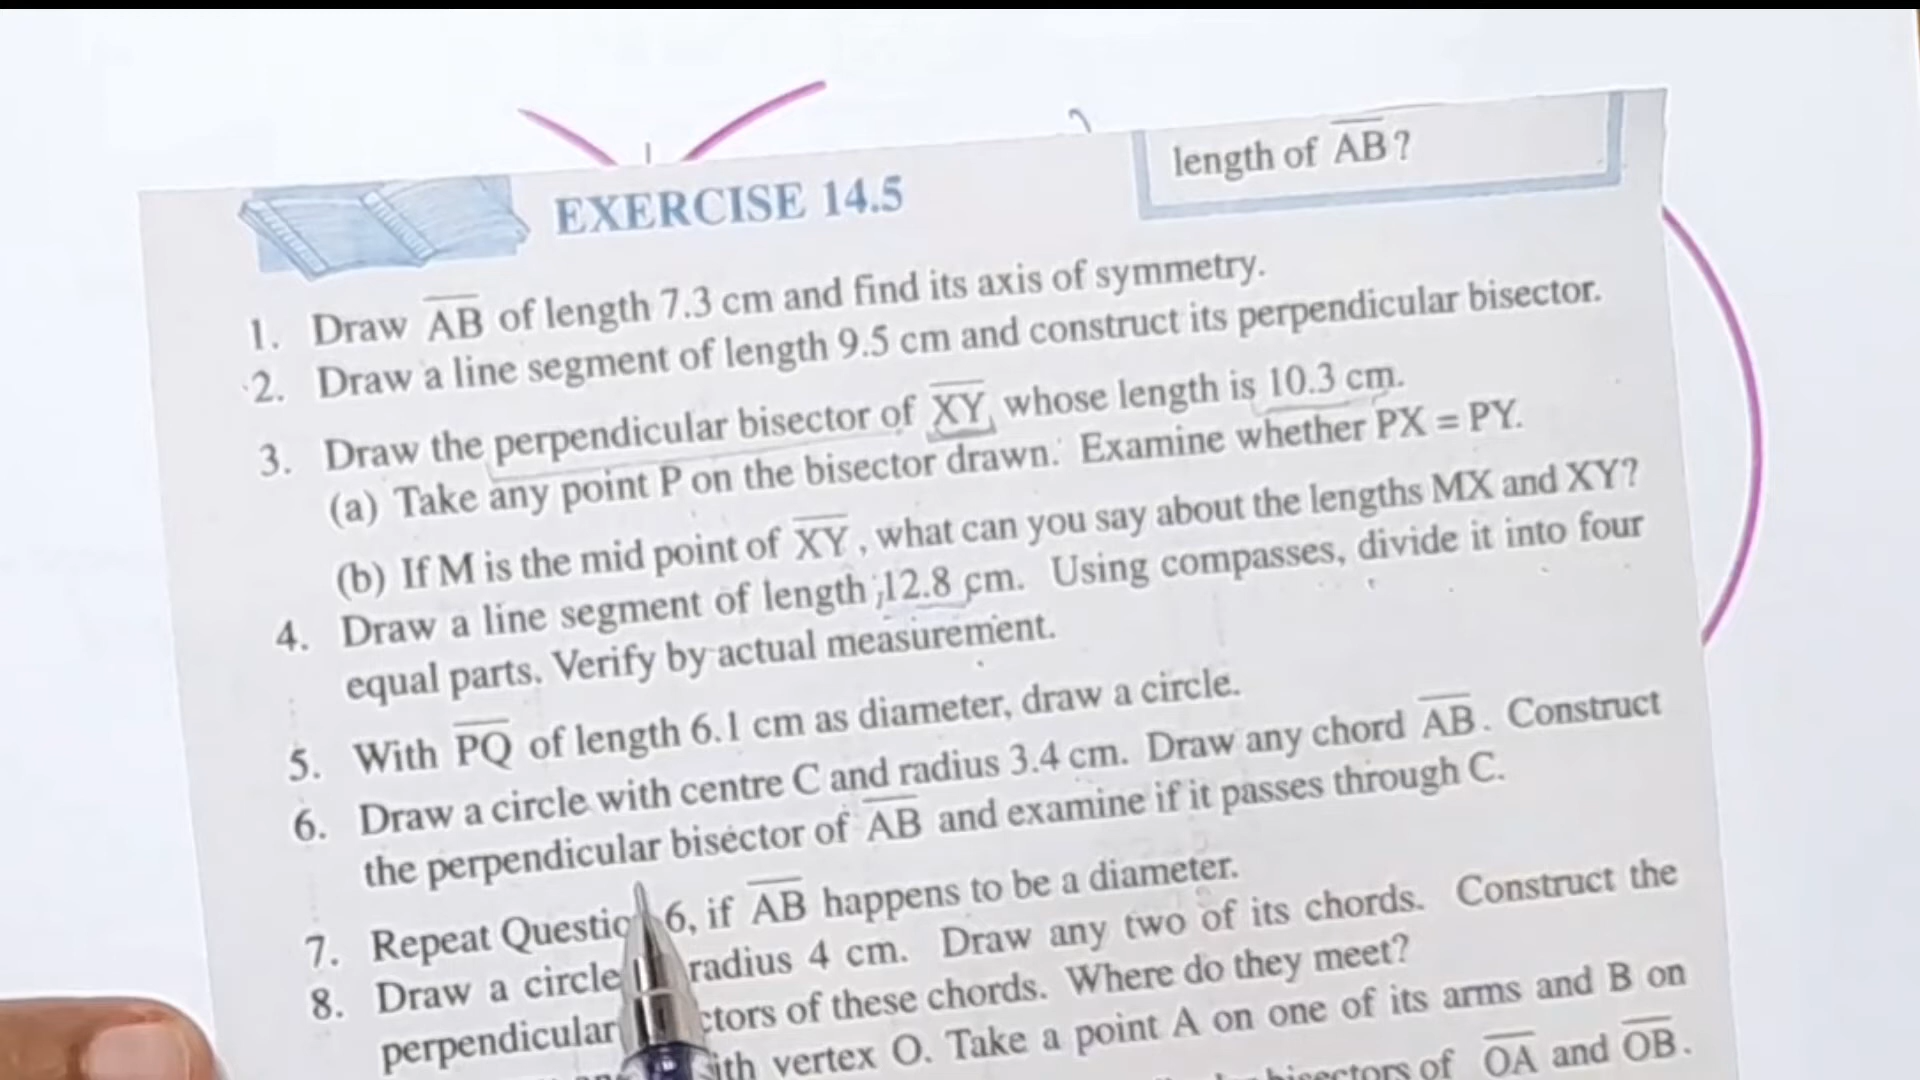 length of AB ?
EXERCISE 14.5
1. Draw AB of length 7.3 cm and find its axis of symmetry.
2. Draw a line segment of length 9.5 cm and construct its perpendicular bisector.
3. Draw the perpendicular bisector of XY whose length is 10.3 cm.
(a) Take any point P on the bisector drawn. Examine whether PX = PY.
(b) If M is the mid point of XY, what can you say about the lengths MX and XY?
4. Draw a line segment of length 12.8 cm. Using compasses, divide it into four
equal parts. Verify by actual measurement.
5. With PQ of length 6.1 cm as diameter, draw a circle.
6. Draw a circle with centre C and radius 3.4 cm. Draw any chord AB. Construct
the perpendicular bisector of AB and examine if it passes through C.
7. Repeat Questio 6, if AB happens to be a diameter.
8. Draw a circle radius 4 cm. Draw any two of its chords. Construct the
perpendicular ctors of these chords. Where do they meet?
ith vertex O. Take a point A on one of its arms and B on
bisectors of OA and OB.